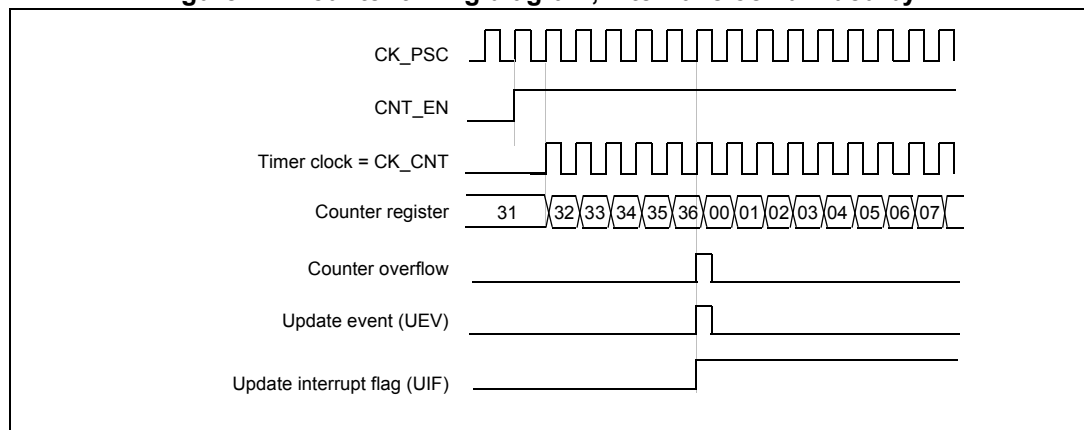 CK_PSC
CNT_EN
Timer clock = CK_CNT
Counter register 31 32 33 34 35 36 00 01 02 03 04 05 06 07
Counter overflow
Update event (UEV)
Update interrupt flag (UIF)